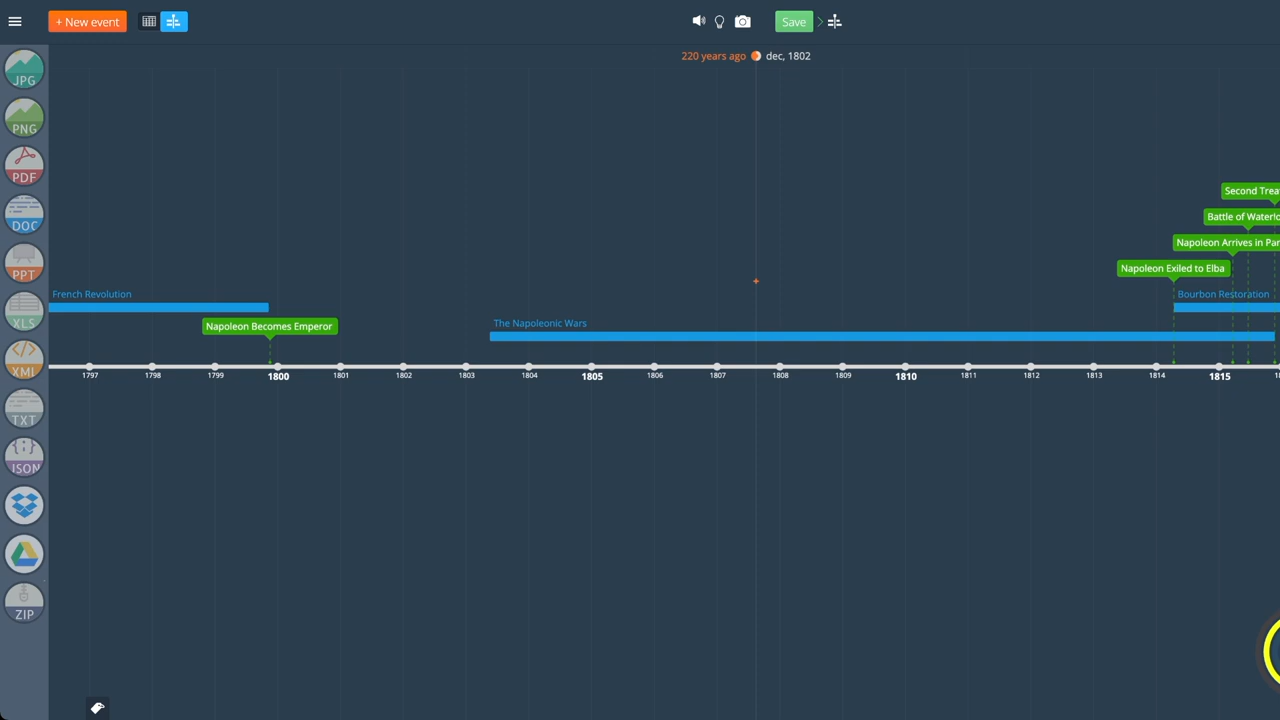 + New event
Save
220 years ago dec, 1802
JPG
PNG
PDF
DOC
PPT
XLS
XML
TXT
JSON
ZIP
Second Trea
Battle of Waterlo
Napoleon Arrives in Par
Napoleon Exiled to Elba
French Revolution
Bourbon Restoration
Napoleon Becomes Emperor
The Napoleonic Wars
1797 1798 1799 1800 1801 1802 1803 1804 1805 1806 1807 1808 1809 1810 1811 1812 1813 1814 1815